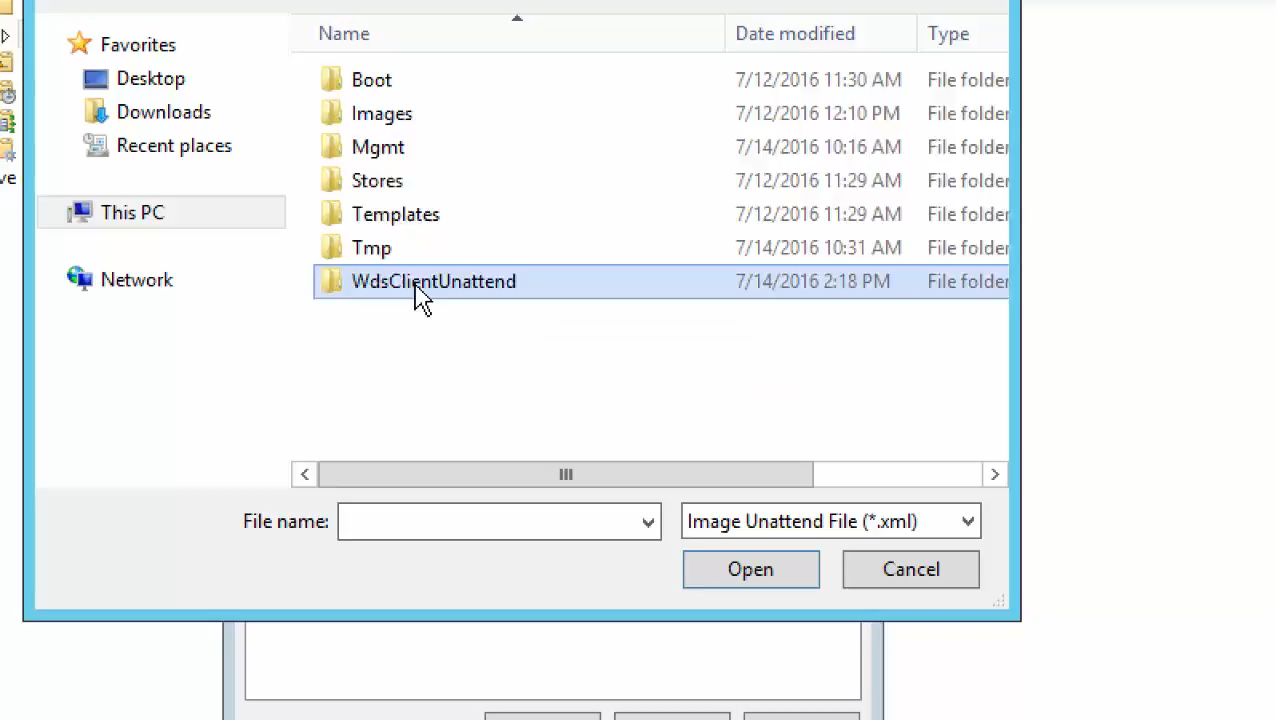 Name Date modified Type
Favorites
Desktop
Downloads
Recent places
This PC
Network
Boot 7/12/2016 11:30 AM File folder
Images 7/12/2016 12:10 PM File folder
Mgmt 7/14/2016 10:16 AM File folder
Stores 7/12/2016 11:29 AM File folder
Templates 7/12/2016 11:29 AM File folder
Tmp 7/14/2016 10:31 AM File folder
WdsClientUnattend 7/14/2016 2:18 PM File folder
ve
File name: Image Unattend File (*.xml)
Open Cancel